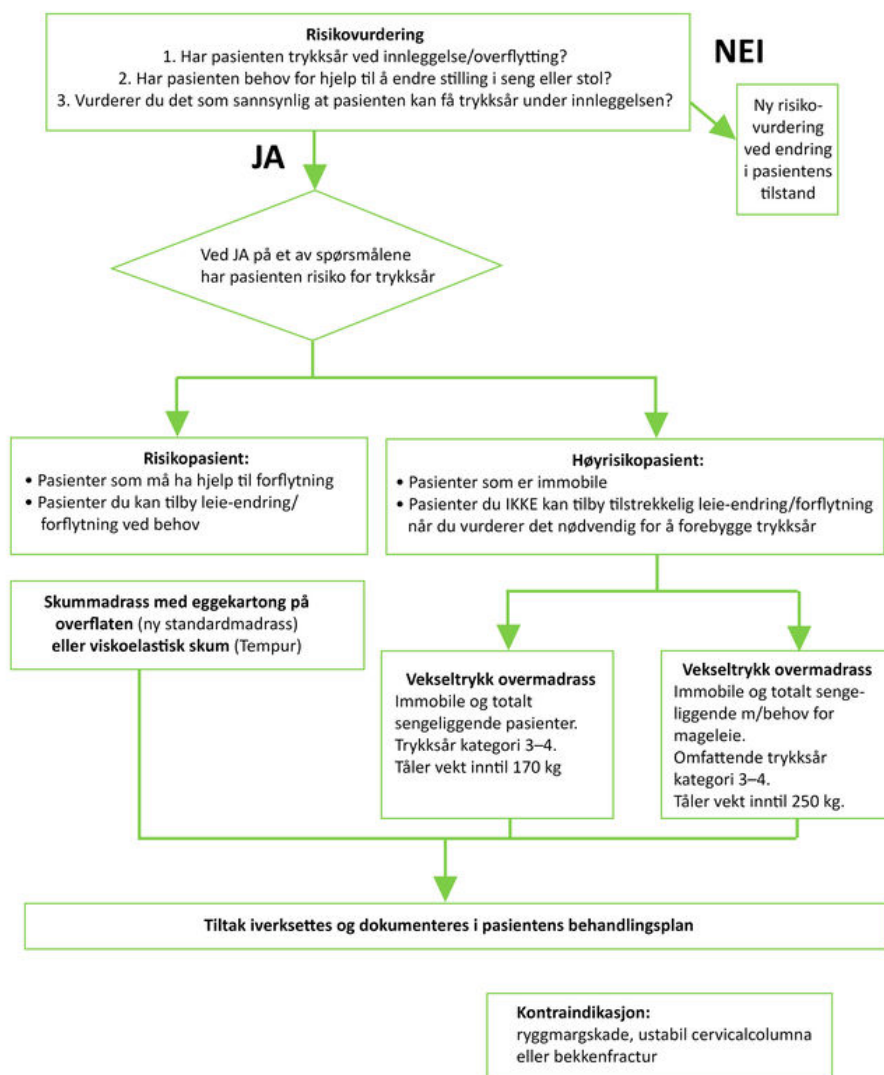 Risikovurdering
1. Har pasienten trykksår ved innleggelse/overflytting?
2. Har pasienten behov for hjelp til å endre stilling i seng eller stol?
3. Vurderer du det som sannsynlig at pasienten kan få trykksår under innleggelsen?
NEI
Ny risiko-
vurdering
ved endring
i pasientens
tilstand
JA
Ved JA på et av spørsmålene
har pasienten risiko for trykksår
Risikopasient:
• Pasienter som må ha hjelp til forflytning
• Pasienter du kan tilby leie-endring/
forflytning ved behov
Høyrisikopasient:
• Pasienter som er immobile
• Pasienter du IKKE kan tilby tilstrekkelig leie-endring/forflytning
når du vurderer det nødvendig for å forebygge trykksår
Skummadrass med eggekartong på
overflaten (ny standardmadrass)
eller viskoelastisk skum (Tempur)
Vekseltrykk overmadrass
Immobile og totalt
sengeliggende pasienter.
Trykksår kategori 3–4.
Tåler vekt inntil 170 kg
Vekseltrykk overmadrass
Immobile og totalt senge-
liggende m/behov for
mageleie.
Omfattende trykksår
kategori 3–4.
Tåler vekt inntil 250 kg.
Tiltak iverksettes og dokumenteres i pasientens behandlingsplan
Kontraindikasjon:
ryggmargskade, ustabil cervicalcolumna
eller bekkenfractur